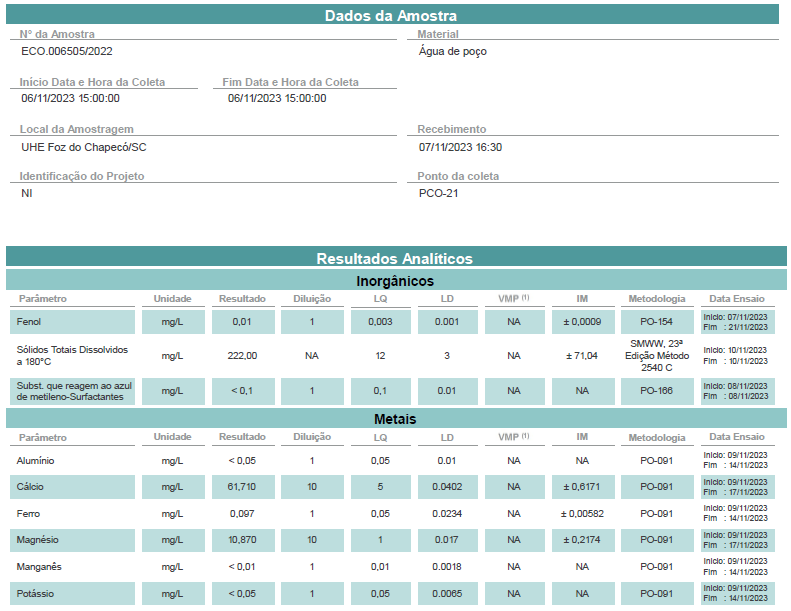 Dados da Amostra
Nº da Amostra Material
ECO.006505/2022 Água de poço
Início Data e Hora da Coleta Fim Data e Hora da Coleta
06/11/2023 15:00:00 06/11/2023 15:00:00
Local da Amostragem Recebimento
UHE Foz do Chapecó/SC 07/11/2023 16:30
Identificação do Projeto Ponto da coleta
NI PCO-21
Resultados Analíticos
Inorgânicos
Parâmetro Unidade Resultado Diluição LQ LD VMP (1) IM Metodologia Data Ensaio
Fenol mg/L 0,01 1 0,003 0.001 NA ± 0,0009 PO-154 Início: 07/11/2023
Fim : 21/11/2023
Sólidos Totais Dissolvidos
a 180°C mg/L 222,00 NA 12 3 NA ± 71,04 SMWW, 23ª
Edição Método
2540 C Início: 10/11/2023
Fim : 10/11/2023
Subst. que reagem ao azul
de metileno-Surfactantes mg/L < 0,1 1 0,1 0.01 NA NA PO-166 Início: 08/11/2023
Fim : 08/11/2023
Metais
Parâmetro Unidade Resultado Diluição LQ LD VMP (1) IM Metodologia Data Ensaio
Alumínio mg/L < 0,05 1 0,05 0.01 NA NA PO-091 Início: 09/11/2023
Fim : 14/11/2023
Cálcio mg/L 61,710 10 5 0.0402 NA ± 0,6171 PO-091 Início: 09/11/2023
Fim : 17/11/2023
Ferro mg/L 0,097 1 0,05 0.0234 NA ± 0,00582 PO-091 Início: 09/11/2023
Fim : 14/11/2023
Magnésio mg/L 10,870 10 1 0.017 NA ± 0,2174 PO-091 Início: 09/11/2023
Fim : 17/11/2023
Manganês mg/L < 0,01 1 0,01 0.0018 NA NA PO-091 Início: 09/11/2023
Fim : 14/11/2023
Potássio mg/L < 0,05 1 0,05 0.0065 NA NA PO-091 Início: 09/11/2023
Fim : 14/11/2023